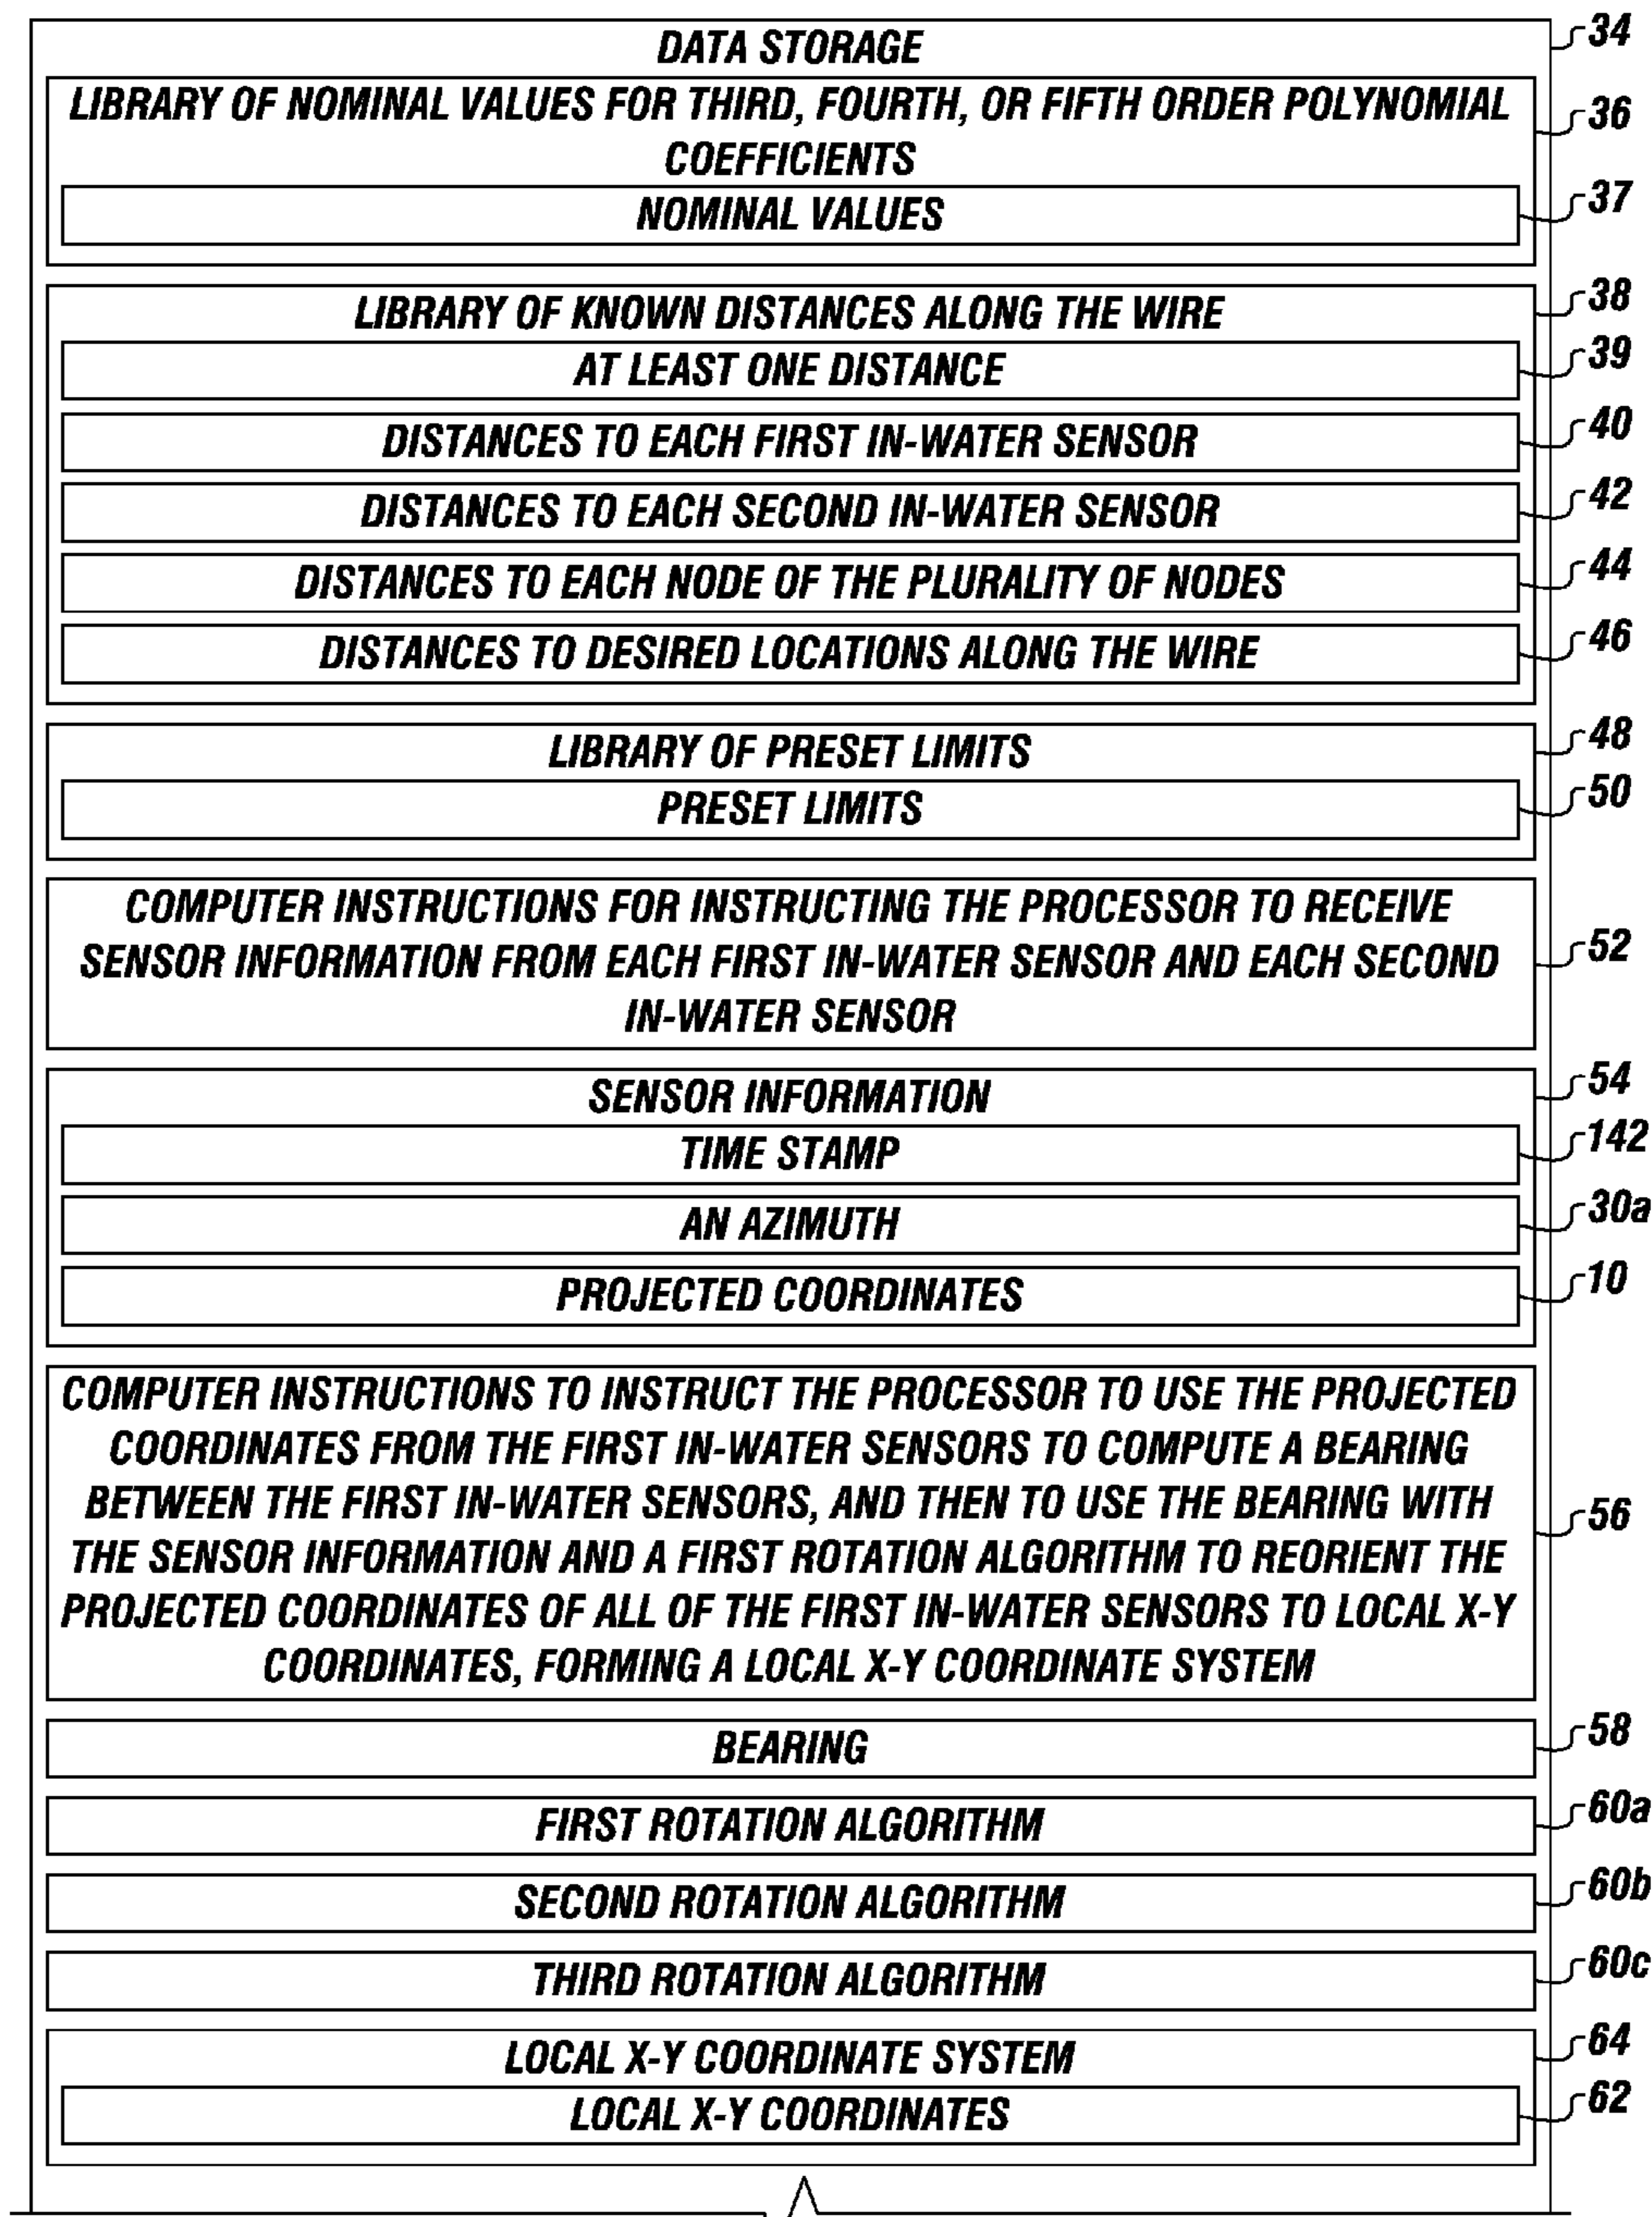 DATA STORAGE 34
LIBRARY OF NOMINAL VALUES FOR THIRD, FOURTH, OR FIFTH ORDER POLYNOMIAL 36
COEFFICIENTS
NOMINAL VALUES 37
LIBRARY OF KNOWN DISTANCES ALONG THE WIRE 38
AT LEAST ONE DISTANCE 39
DISTANCES TO EACH FIRST IN-WATER SENSOR 40
DISTANCES TO EACH SECOND IN-WATER SENSOR 42
DISTANCES TO EACH NODE OF THE PLURALITY OF NODES 44
DISTANCES TO DESIRED LOCATIONS ALONG THE WIRE 46
LIBRARY OF PRESET LIMITS 48
PRESET LIMITS 50
COMPUTER INSTRUCTIONS FOR INSTRUCTING THE PROCESSOR TO RECEIVE
SENSOR INFORMATION FROM EACH FIRST IN-WATER SENSOR AND EACH SECOND 52
IN-WATER SENSOR
SENSOR INFORMATION 54
TIME STAMP 142
AN AZIMUTH 30a
PROJECTED COORDINATES 10
COMPUTER INSTRUCTIONS TO INSTRUCT THE PROCESSOR TO USE THE PROJECTED
COORDINATES FROM THE FIRST IN-WATER SENSORS TO COMPUTE A BEARING
BETWEEN THE FIRST IN-WATER SENSORS, AND THEN TO USE THE BEARING WITH 56
THE SENSOR INFORMATION AND A FIRST ROTATION ALGORITHM TO REORIENT THE
PROJECTED COORDINATES OF ALL OF THE FIRST IN-WATER SENSORS TO LOCAL X-Y
COORDINATES, FORMING A LOCAL X-Y COORDINATE SYSTEM
BEARING 58
FIRST ROTATION ALGORITHM 60a
SECOND ROTATION ALGORITHM 60b
THIRD ROTATION ALGORITHM 60c
LOCAL X-Y COORDINATE SYSTEM 64
LOCAL X-Y COORDINATES 62